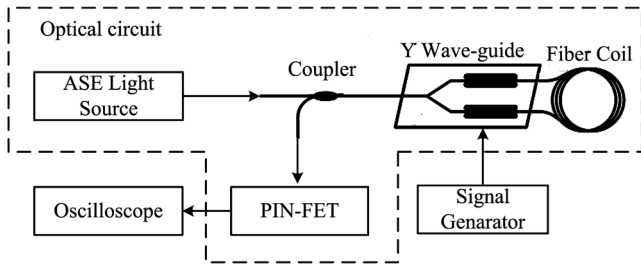 Optical circuit
ASE Light
Source
Coupler
Y Wave-guide
Fiber Coil
Oscilloscope
PIN-FET
Signal
Genarator